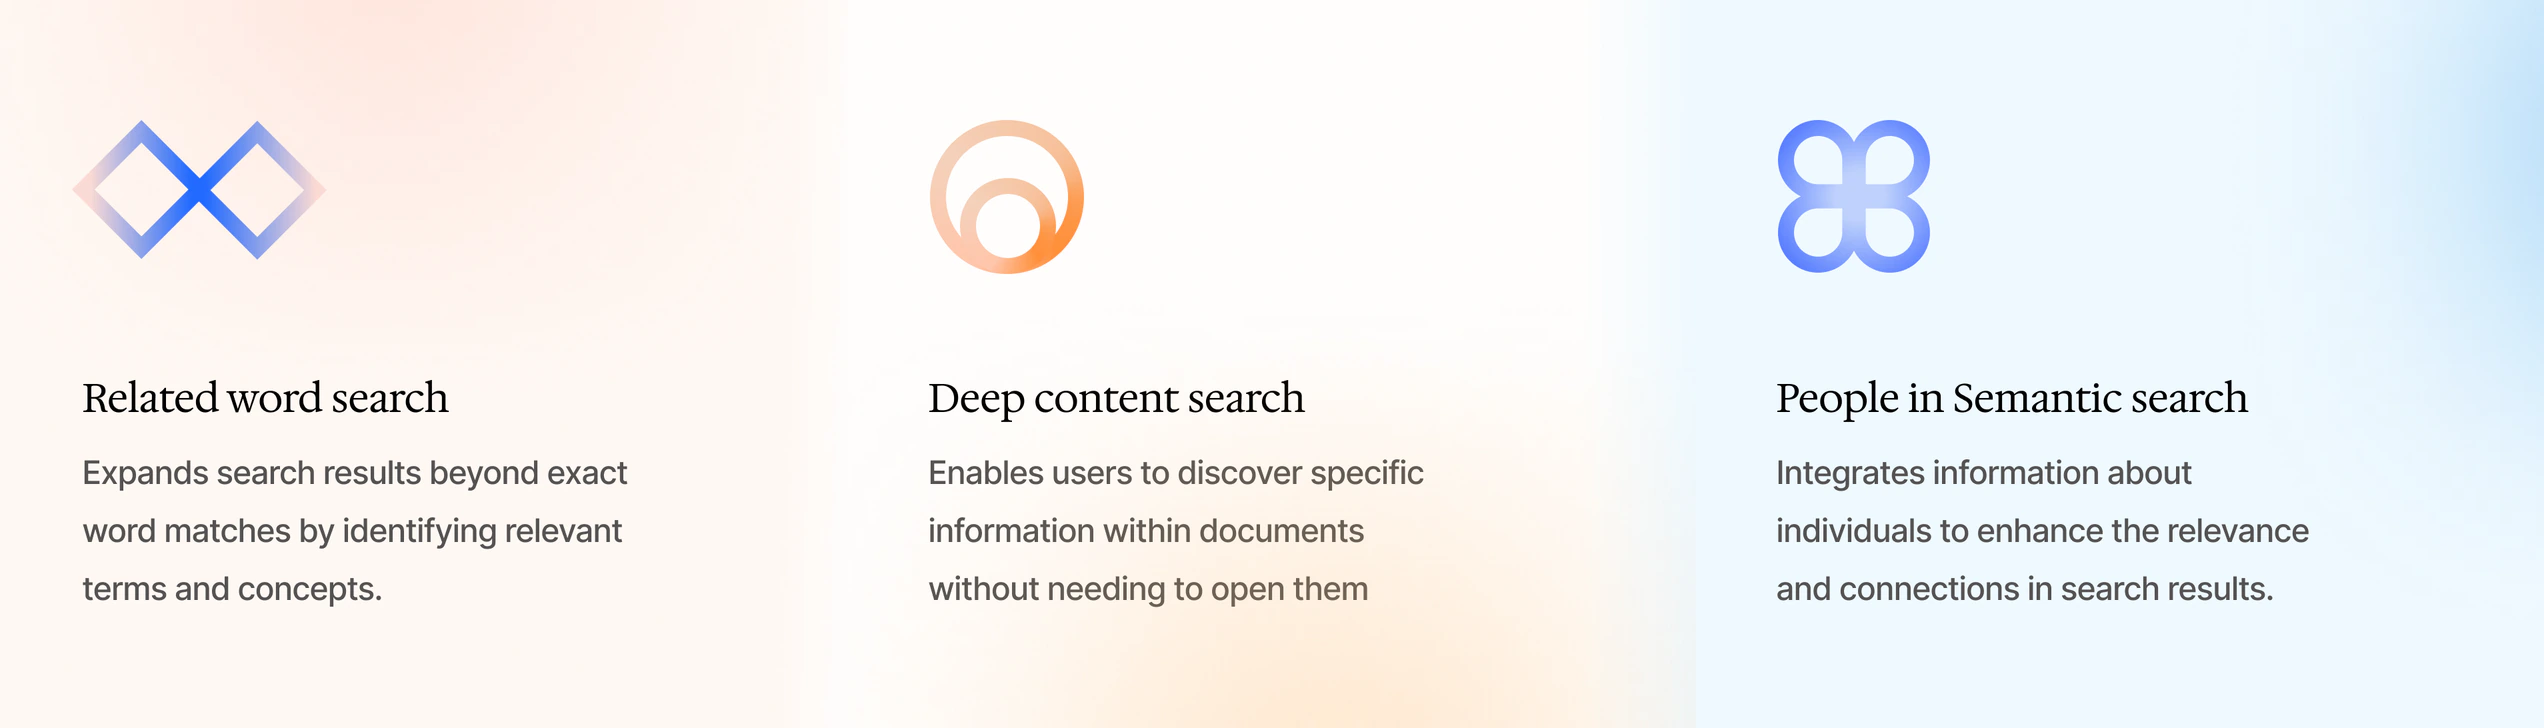 Related word search
Expands search results beyond exact
word matches by identifying relevant
terms and concepts.
Deep content search
Enables users to discover specific
information within documents
without needing to open them
People in Semantic search
Integrates information about
individuals to enhance the relevance
and connections in search results.